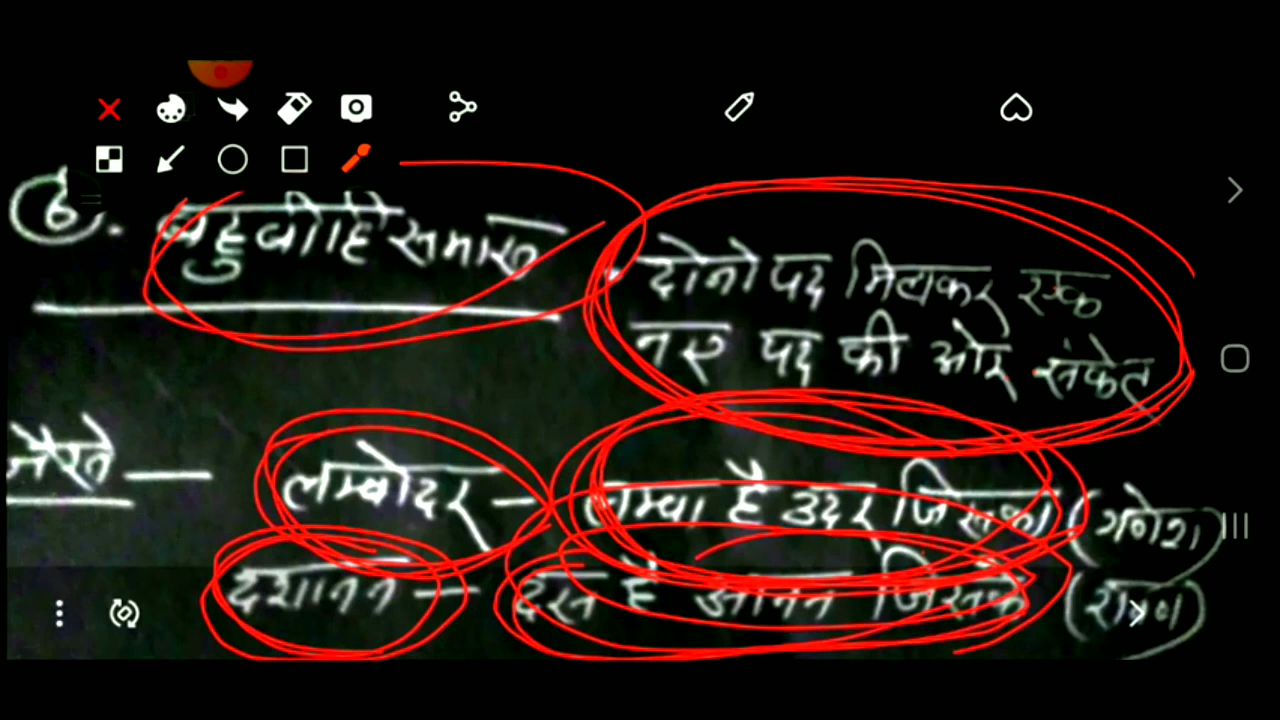 6. बहुव्रीहि समास
दोनो पद मिलकर एक
नए पद की ओर संकेत
जैसे — लम्बोदर — लम्बा है उदर जिसका (गणेश)
दशानन — दस है आनन जिसके (रावण)